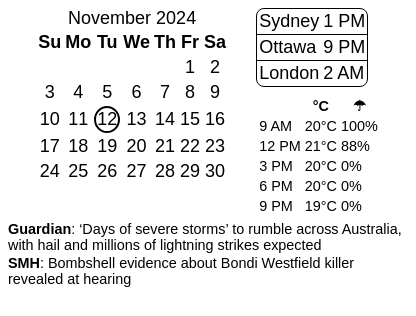 November 2024
Su Mo Tu We Th Fr Sa
1 2
3 4 5 6 7 8 9
10 11 12 13 14 15 16
17 18 19 20 21 22 23
24 25 26 27 28 29 30
Sydney 1 PM
Ottawa 9 PM
London 2 AM
°C ☂
9 AM 20°C 100%
12 PM 21°C 88%
3 PM 20°C 0%
6 PM 20°C 0%
9 PM 19°C 0%
Guardian: ‘Days of severe storms’ to rumble across Australia,
with hail and millions of lightning strikes expected
SMH: Bombshell evidence about Bondi Westfield killer
revealed at hearing